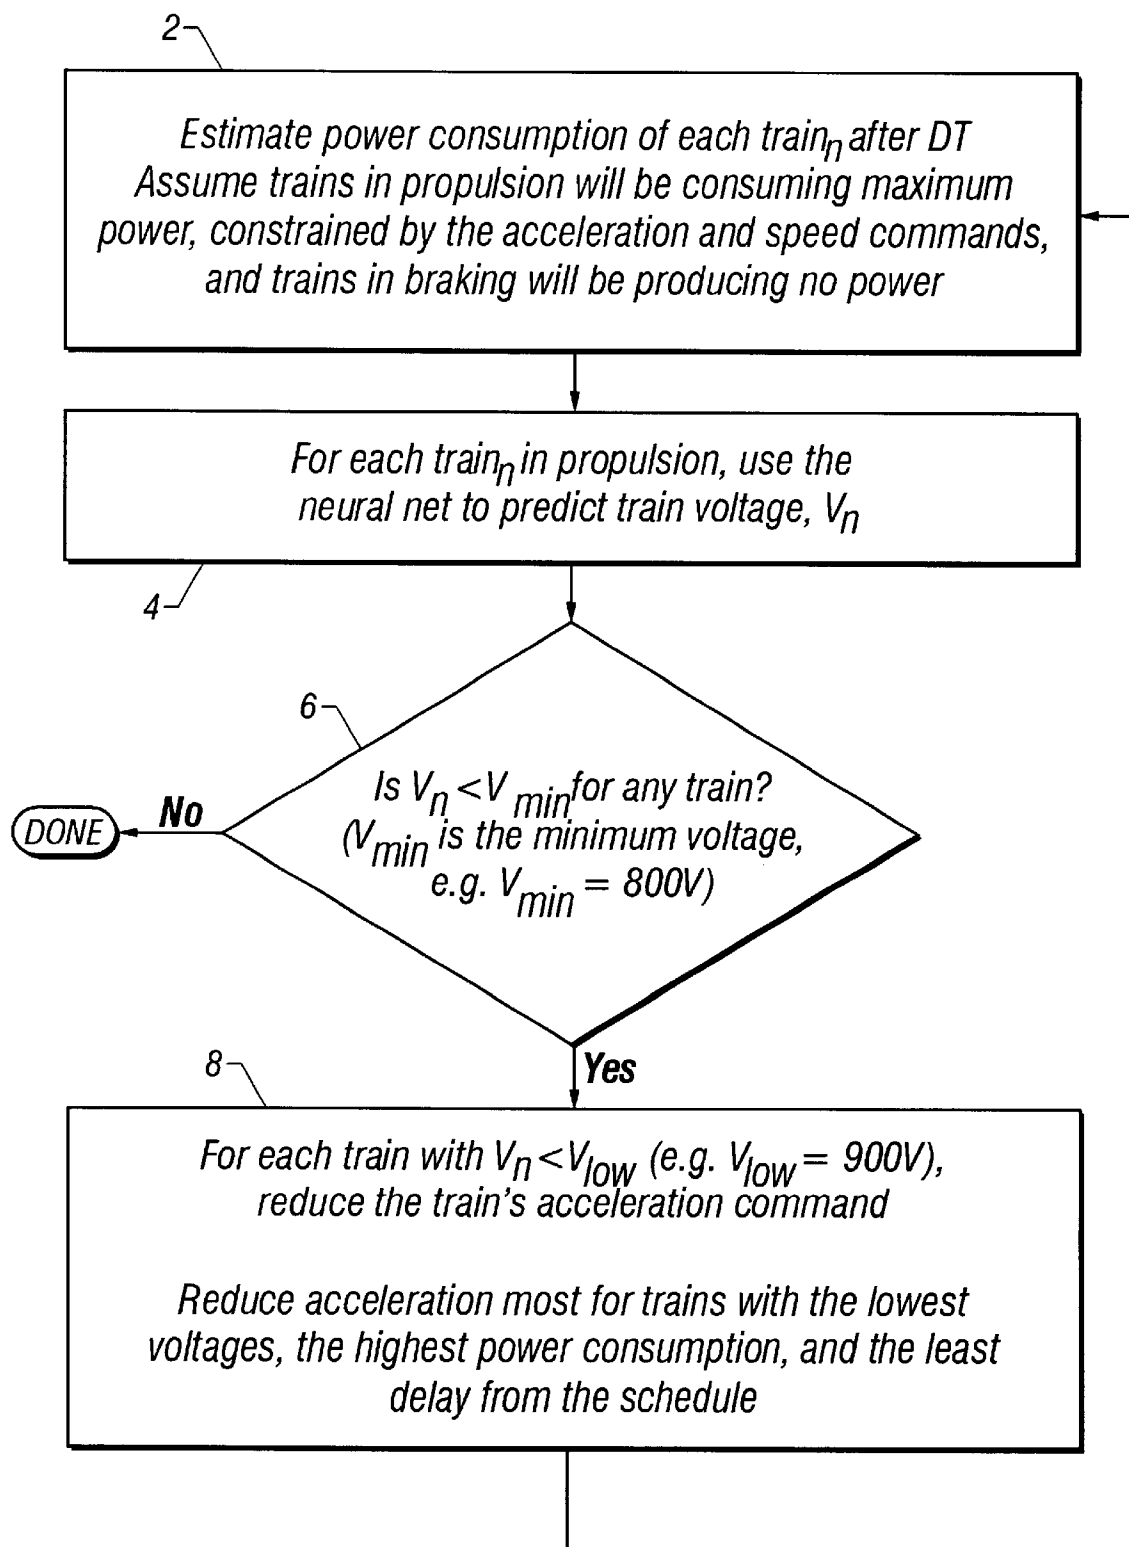 2
Estimate power consumption of each trainn after DT
Assume trains in propulsion will be consuming maximum
power, constrained by the acceleration and speed commands,
and trains in braking will be producing no power
For each trainn in propulsion, use the
neural net to predict train voltage, Vn
4
6
Is Vn < Vmin for any train?
(Vmin is the minimum voltage,
e.g. Vmin = 800V)
No
DONE
Yes
8
For each train with Vn < Vlow (e.g. Vlow = 900V),
reduce the train's acceleration command
Reduce acceleration most for trains with the lowest
voltages, the highest power consumption, and the least
delay from the schedule